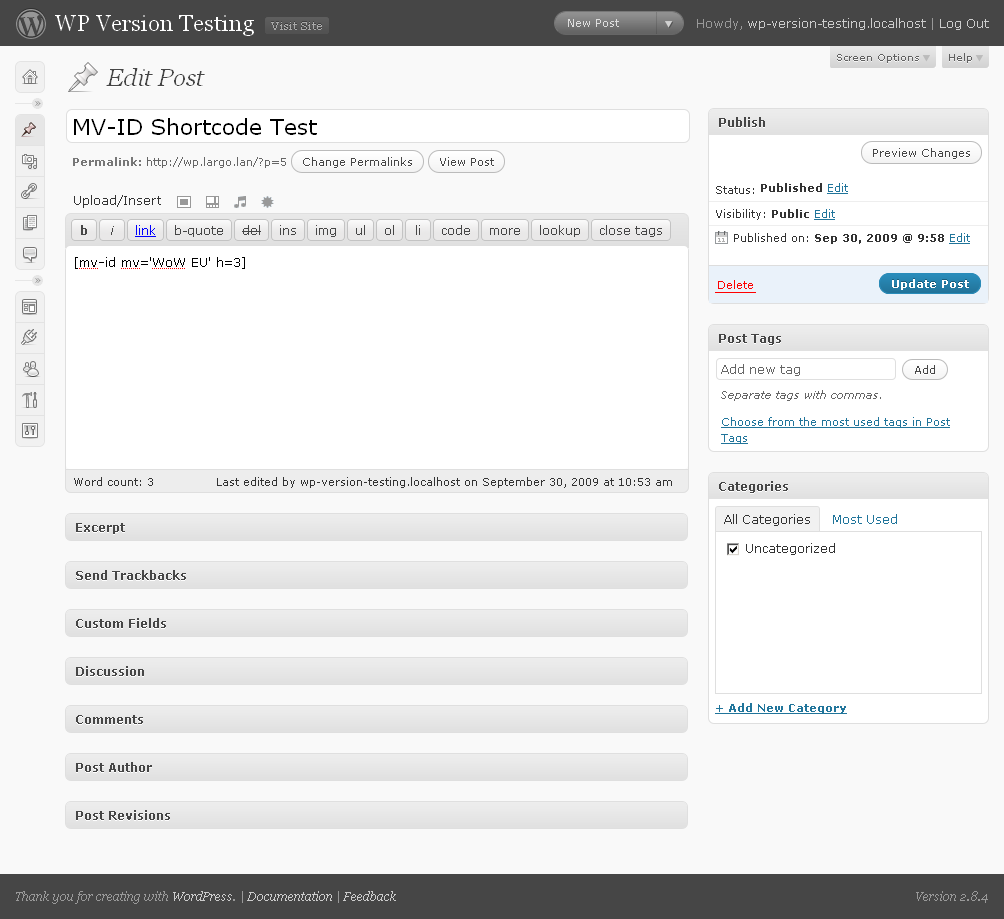 WP Version Testing Visit Site New Post Howdy, wp-version-testing.localhost | Log Out
Screen Options Help
Edit Post
MV-ID Shortcode Test
Permalink: http://wp.largo.lan/?p=5 Change Permalinks View Post
Upload/Insert
b i link b-quote del ins img ul ol li code more lookup close tags
[mv-id mv='WoW EU' h=3]
Word count: 3 Last edited by wp-version-testing.localhost on September 30, 2009 at 10:53 am
Excerpt
Send Trackbacks
Custom Fields
Discussion
Comments
Post Author
Post Revisions
Publish
Preview Changes
Status: Published Edit
Visibility: Public Edit
Published on: Sep 30, 2009 @ 9:58 Edit
Delete Update Post
Post Tags
Add new tag Add
Separate tags with commas.
Choose from the most used tags in Post
Tags
Categories
All Categories Most Used
Uncategorized
+ Add New Category
Thank you for creating with WordPress. | Documentation | Feedback Version 2.8.4